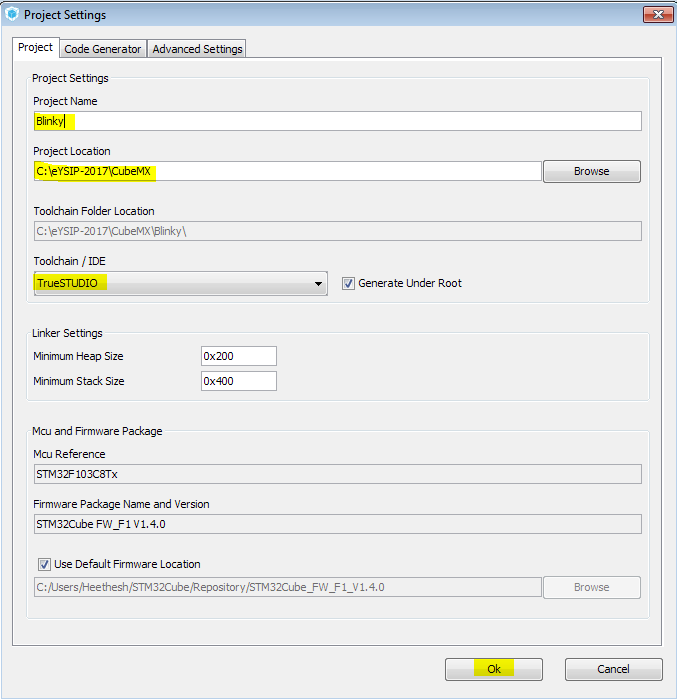 Project Settings
Project Code Generator Advanced Settings
Project Settings
Project Name
Blinky
Project Location
C:\eYSIP-2017\CubeMX
Browse
Toolchain Folder Location
C:\eYSIP-2017\CubeMX\Blinky\
Toolchain / IDE
TrueSTUDIO
Generate Under Root
Linker Settings
Minimum Heap Size 0x200
Minimum Stack Size 0x400
Mcu and Firmware Package
Mcu Reference
STM32F103C8Tx
Firmware Package Name and Version
STM32Cube FW_F1 V1.4.0
Use Default Firmware Location
C:/Users/Heethesh/STM32Cube/Repository/STM32Cube_FW_F1_V1.4.0
Browse
Ok Cancel